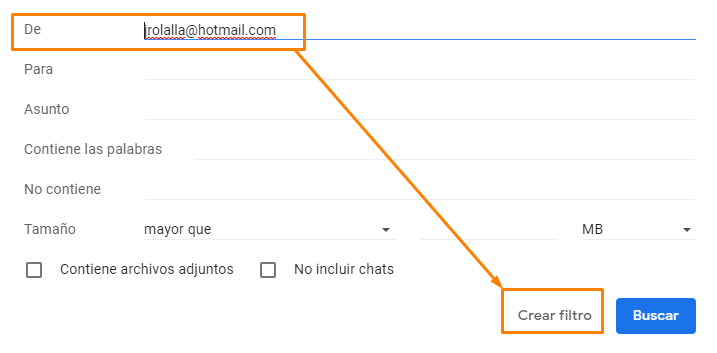 De jrolalla@hotmail.com
Para
Asunto
Contiene las palabras
No contiene
Tamaño mayor que MB
Contiene archivos adjuntos No incluir chats
Crear filtro Buscar